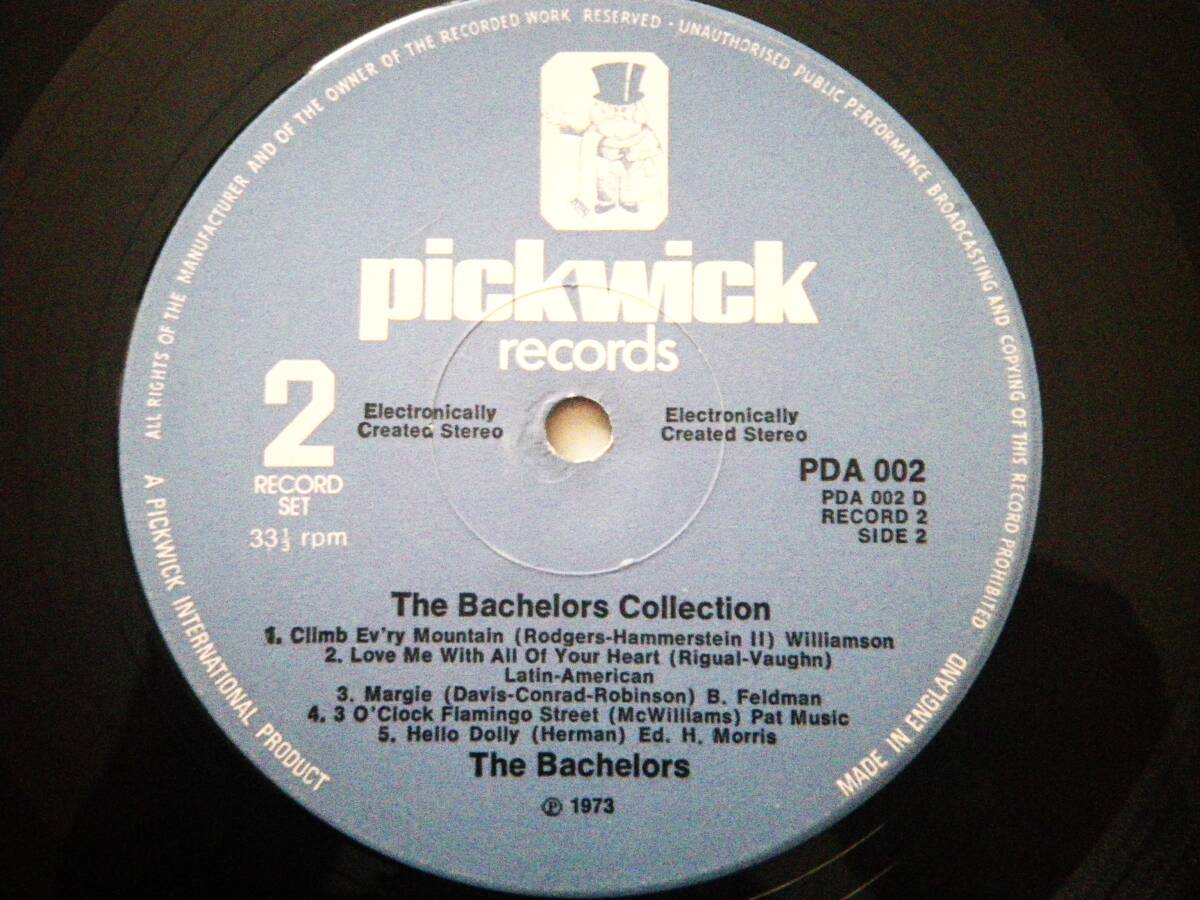 ALL RIGHTS OF THE MANUFACTURER AND OF THE OWNER OF THE RECORDED WORK RESERVED · UNAUTHORISED PUBLIC PERFORMANCE BROADCASTING AND COPYING OF THIS RECORD PROHIBITED
pickwick
records
2
RECORD
SET
33⅓ rpm
Electronically
Created Stereo
Electronically
Created Stereo
PDA 002
PDA 002 D
RECORD 2
SIDE 2
The Bachelors Collection
1. Climb Ev'ry Mountain (Rodgers-Hammerstein II) Williamson
2. Love Me With All Of Your Heart (Rigual-Vaughn)
Latin-American
3. Margie (Davis-Conrad-Robinson) B. Feldman
4. 3 O'Clock Flamingo Street (McWilliams) Pat Music
5. Hello Dolly (Herman) Ed. H. Morris
The Bachelors
℗ 1973
A PICKWICK INTERNATIONAL PRODUCT
MADE IN ENGLAND